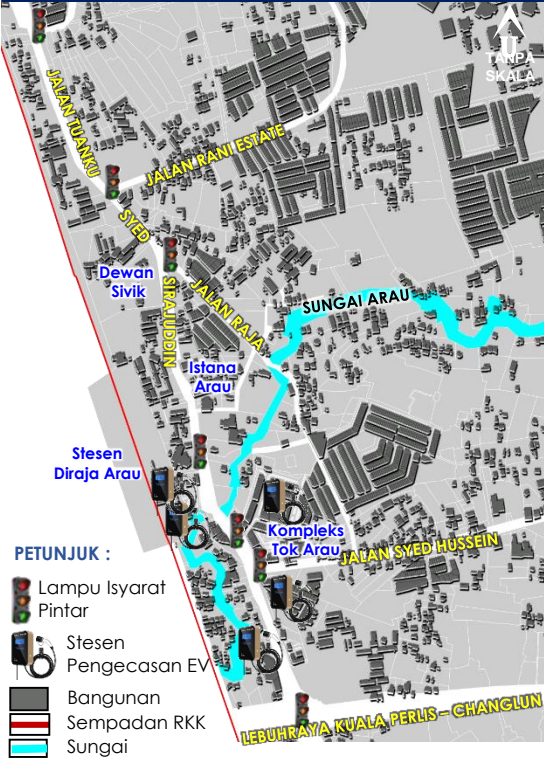 U
TANPA
SKALA
JALAN TUANKU
JALAN RANI ESTATE
SYED
Dewan
Sivik
SIRAJUDDIN
JALAN RAJA
SUNGAI ARAU
Istana
Arau
Stesen
Diraja Arau
Kompleks
Tok Arau
JALAN SYED HUSSEIN
PETUNJUK :
Lampu Isyarat
Pintar
Stesen
Pengecasan EV
Bangunan
Sempadan RKK
Sungai
LEBUHRAYA KUALA PERLIS – CHANGLUN